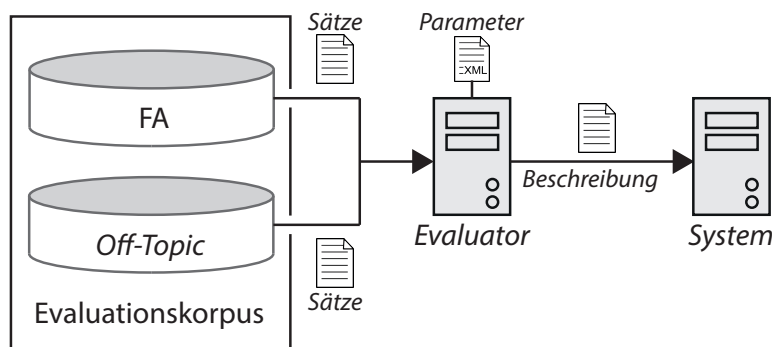 Sätze
Parameter
:XML
FA
Beschreibung
Off-Topic
Evaluator
System
Sätze
Evaluationskorpus